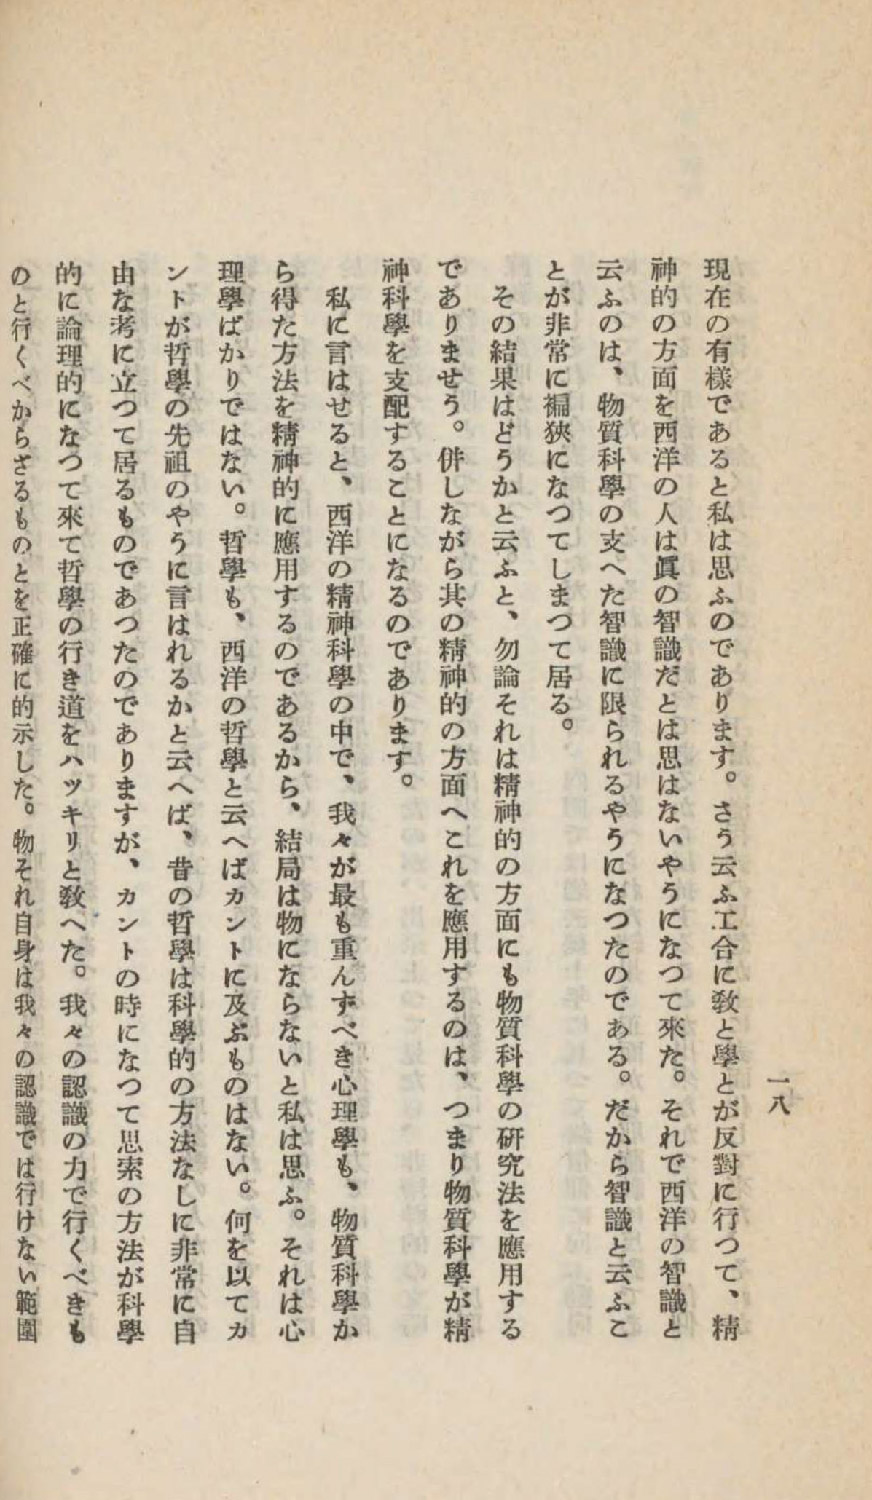 一八
現在の有樣であると私は思ふのであります。さう云ふ工合に敎と學とが反對に行つて、精
神的の方面を西洋の人は眞の智識だとは思はないやうになつて來た。それで西洋の智識と
云ふのは、物質科學の支へた智識に限られるやうになつたのである。だから智識と云ふこ
とが非常に褊狹になつてしまつて居る。
その結果はどうかと云ふと、勿論それは精神的の方面にも物質科學の硏究法を應用する
でありませう。併しながら其の精神的の方面へこれを應用するのは、つまり物質科學が精
神科學を支配することになるのであります。
私に言はせると、西洋の精神科學の中で、我々が最も重んずべき心理學も、物質科學か
ら得た方法を精神的に應用するのであるから、結局は物にならないと私は思ふ。それは心
理學ばかりではない。哲學も、西洋の哲學と云へばカントに及ぶものはない。何を以てカ
ントが哲學の先祖のやうに言はれるかと云へば、昔の哲學は科學的の方法なしに非常に自
由な考に立つて居るものであつたのでありますが、カントの時になつて思索の方法が科學
的に論理的になつて來て哲學の行き道をハツキリと敎へた。我々の認識の力で行くべきも
のと行くべからざるものとを正確に的示した。物それ自身は我々の認識では行けない範圍